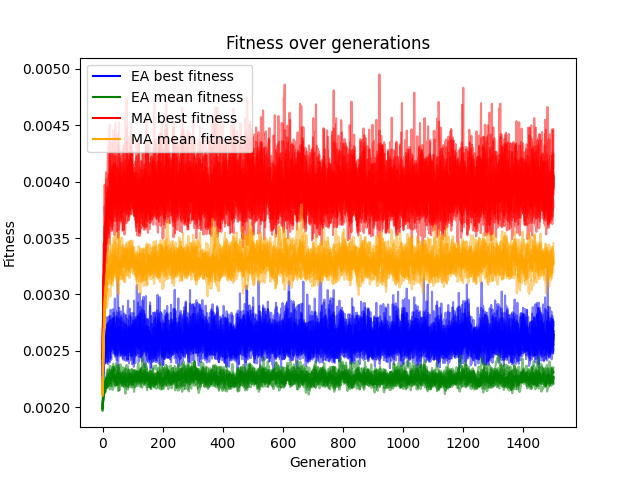 Fitness over generations
0.0050
0.0045
0.0040
0.0035
0.0030
0.0025
0.0020
Fitness
EA best fitness
EA mean fitness
MA best fitness
MA mean fitness
0 200 400 600 800 1000 1200 1400
Generation